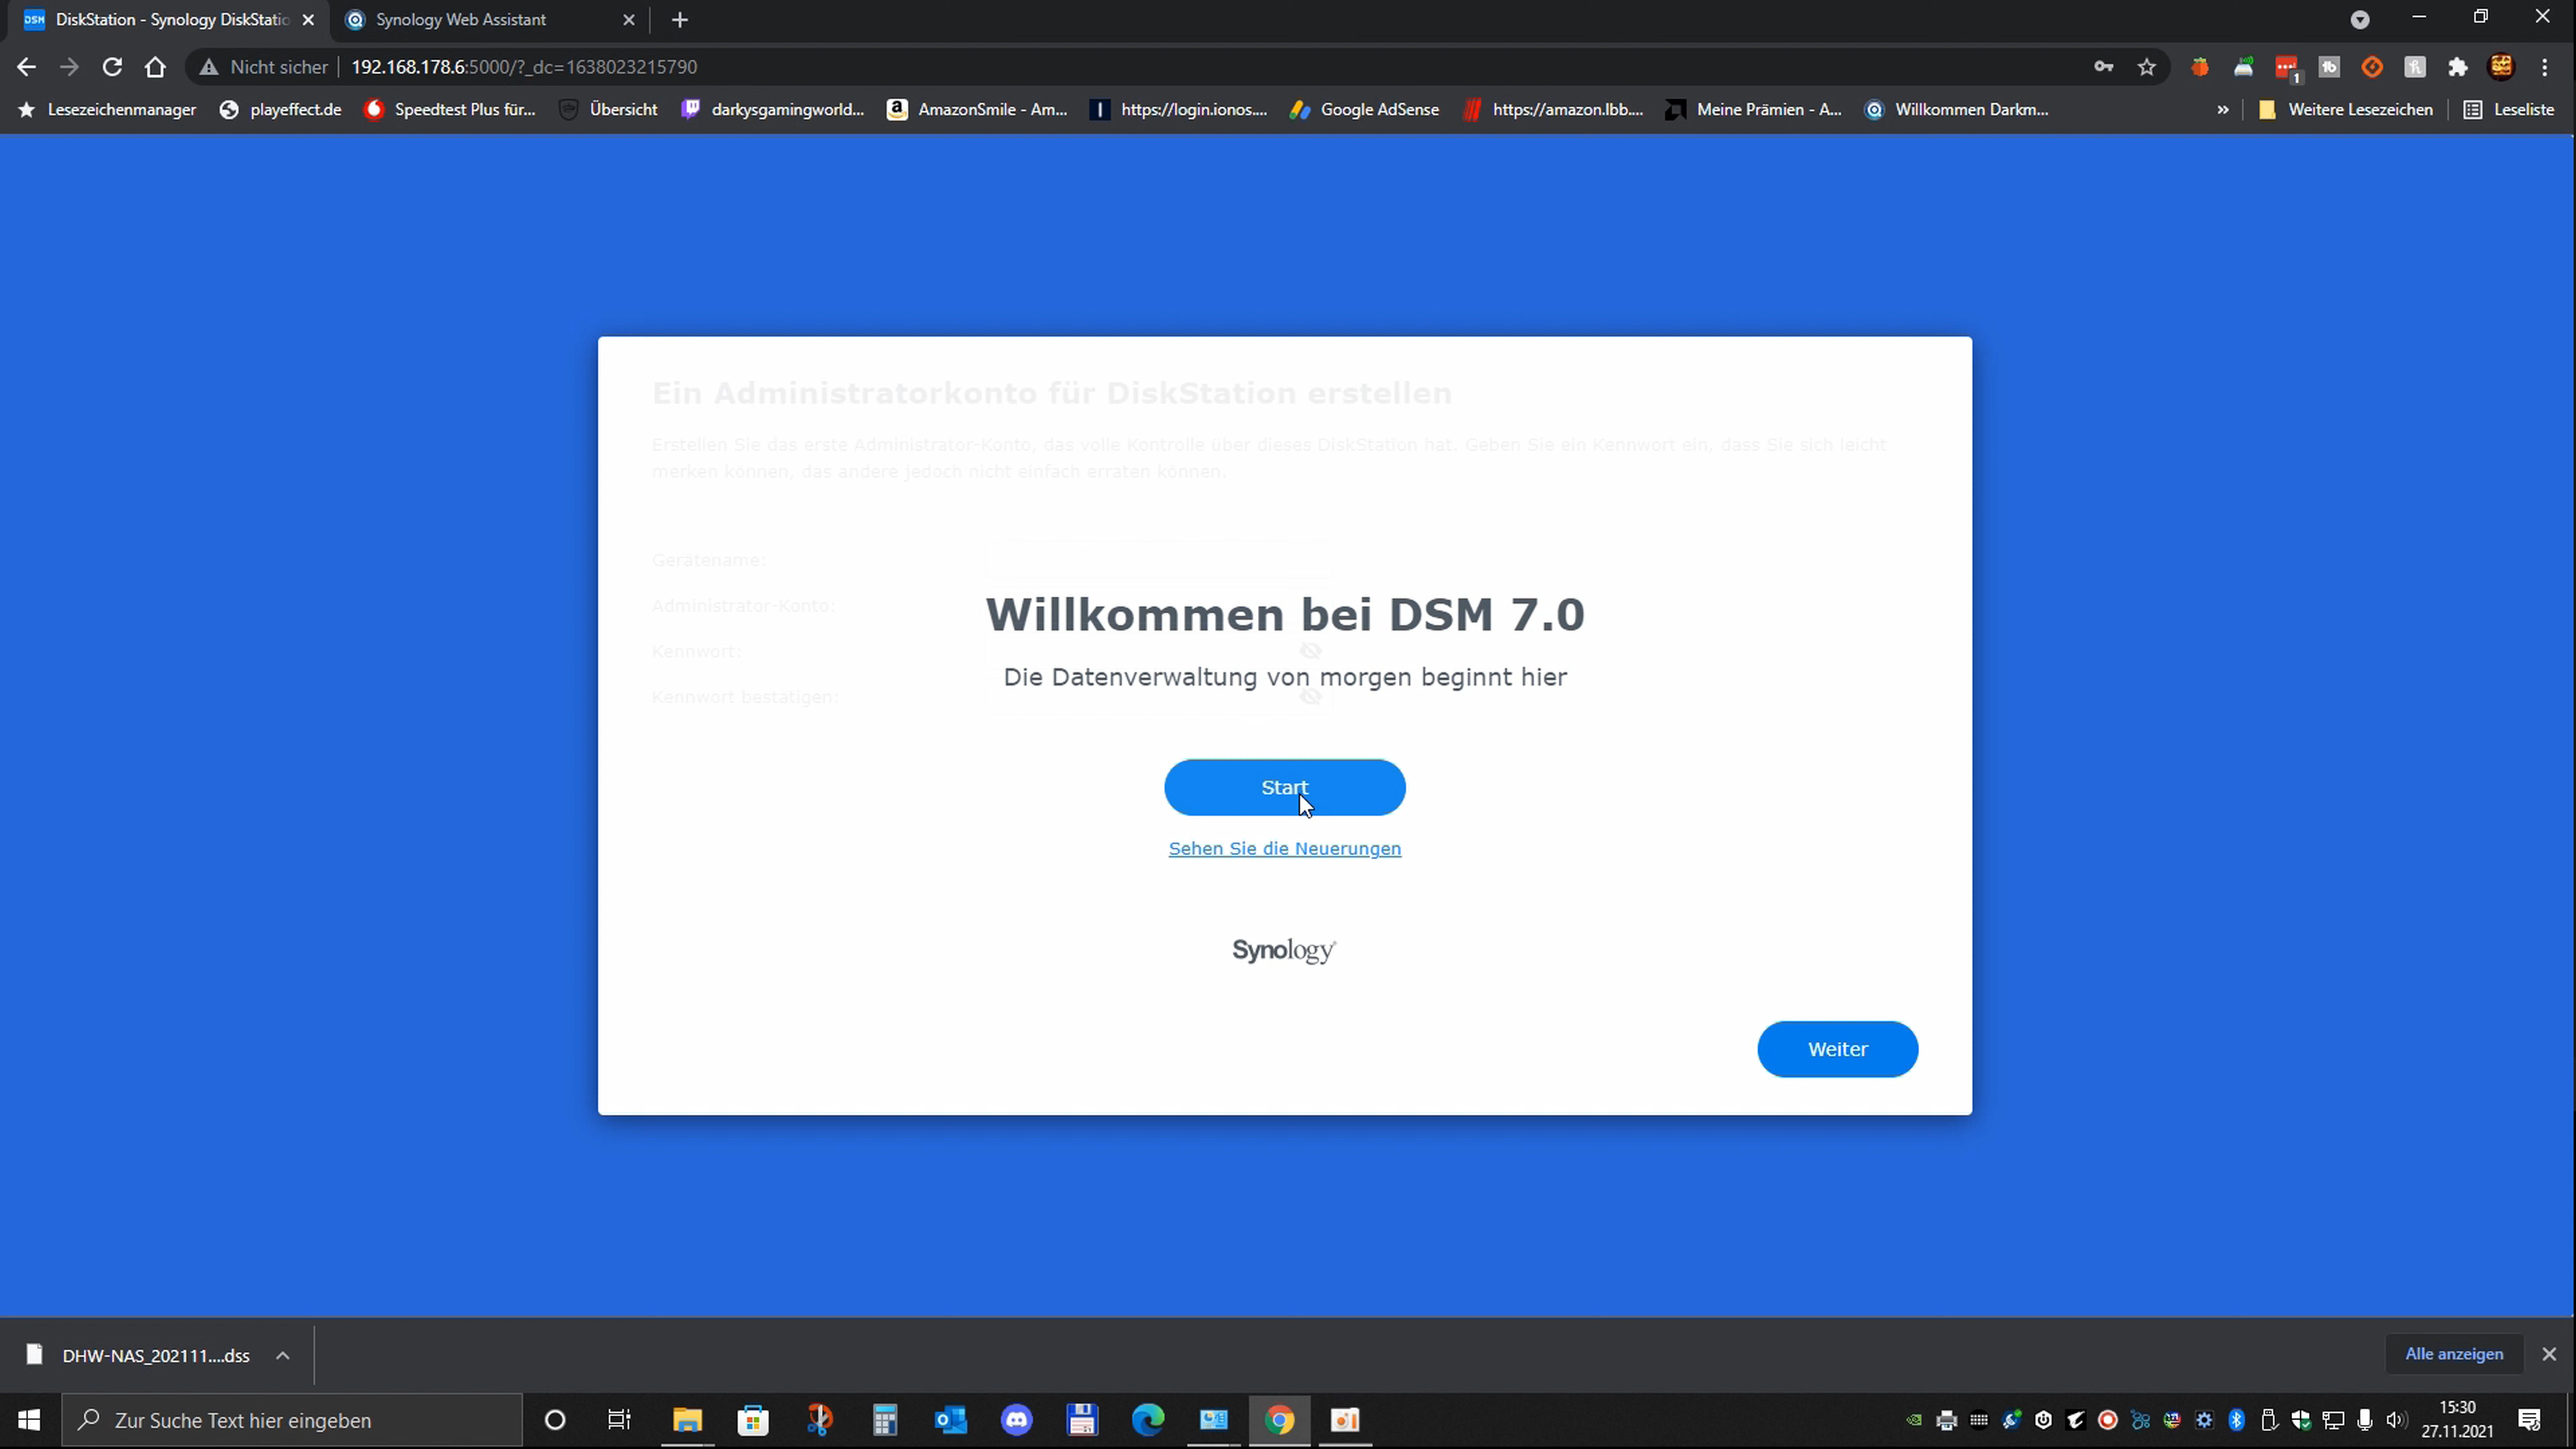 DSM DiskStation - Synology DiskStatio
Synology Web Assistant
Nicht sicher 192.168.178.6:5000/?_dc=1638023215790
1
Lesezeichenmanager playeffect.de Speedtest Plus für... Übersicht darkysgamingworld... AmazonSmile - Am... https://login.ionos.... Google AdSense https://amazon.lbb.... Meine Prämien - A... Willkommen Darkm... » Weitere Lesezeichen Leseliste
Ein Administratorkonto für DiskStation erstellen
Erstellen Sie das erste Administrator-Konto, das volle Kontrolle über dieses DiskStation hat. Geben Sie ein Kennwort ein, dass Sie sich leicht
merken können, das andere jedoch nicht einfach erraten können.
Gerätename:
Administrator-Konto:
Kennwort:
Kennwort bestätigen:
Willkommen bei DSM 7.0
Die Datenverwaltung von morgen beginnt hier
Start
Sehen Sie die Neuerungen
Synology
Weiter
DHW-NAS_202111....dss
Alle anzeigen
Zur Suche Text hier eingeben
15:30
27.11.2021